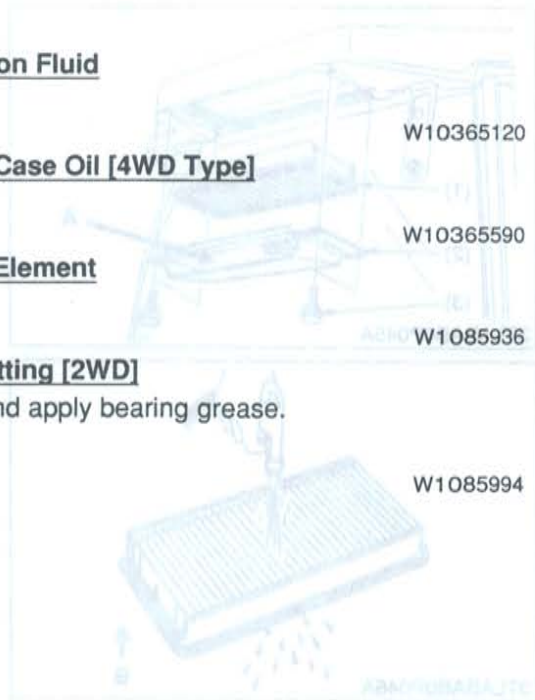 on Fluid
W10365120
Case Oil [4WD Type]
W10365590
Element
W1085936
tting [2WD]
nd apply bearing grease.
W1085994